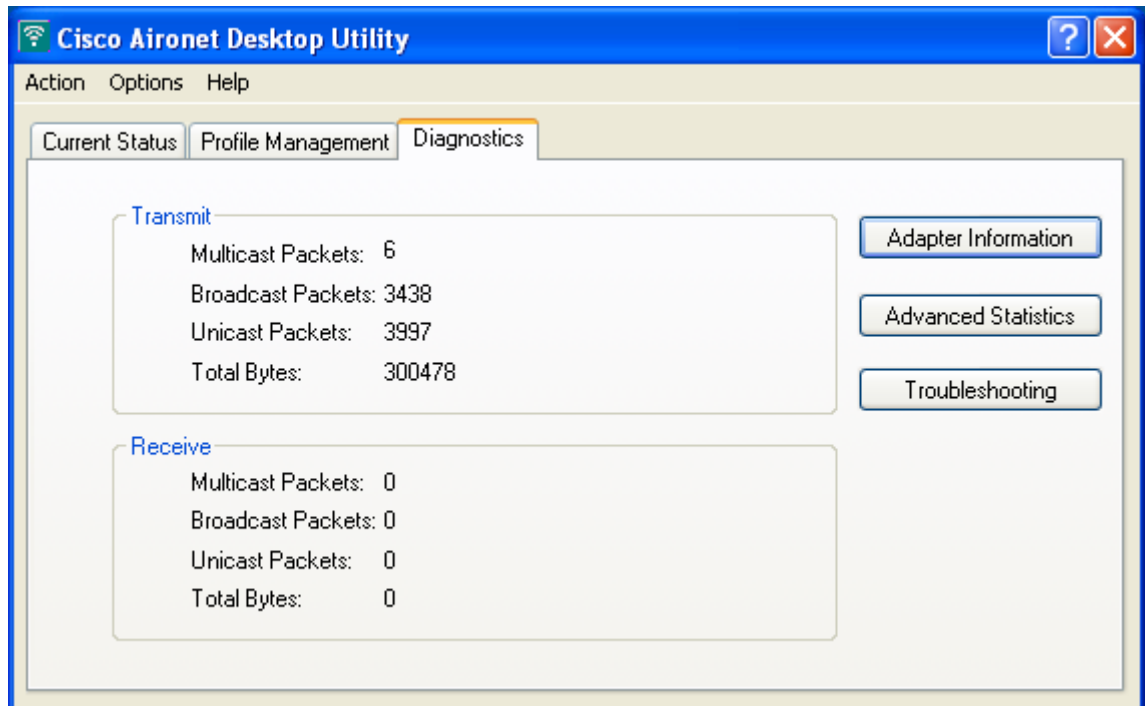 Cisco Aironet Desktop Utility
?
Action Options Help
Current Status Profile Management Diagnostics
Transmit
Multicast Packets: 6
Broadcast Packets: 3438
Unicast Packets: 3997
Total Bytes: 300478
Adapter Information
Advanced Statistics
Troubleshooting
Receive
Multicast Packets: 0
Broadcast Packets: 0
Unicast Packets: 0
Total Bytes: 0